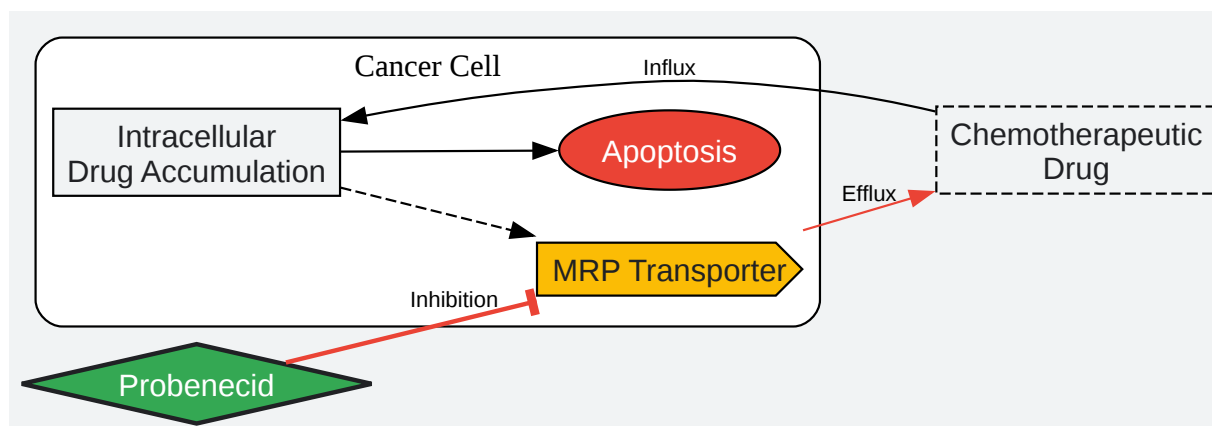 Cancer Cell
Influx
Intracellular
Drug Accumulation
Apoptosis
Chemotherapeutic
Drug
Efflux
MRP Transporter
Inhibition
Probenecid